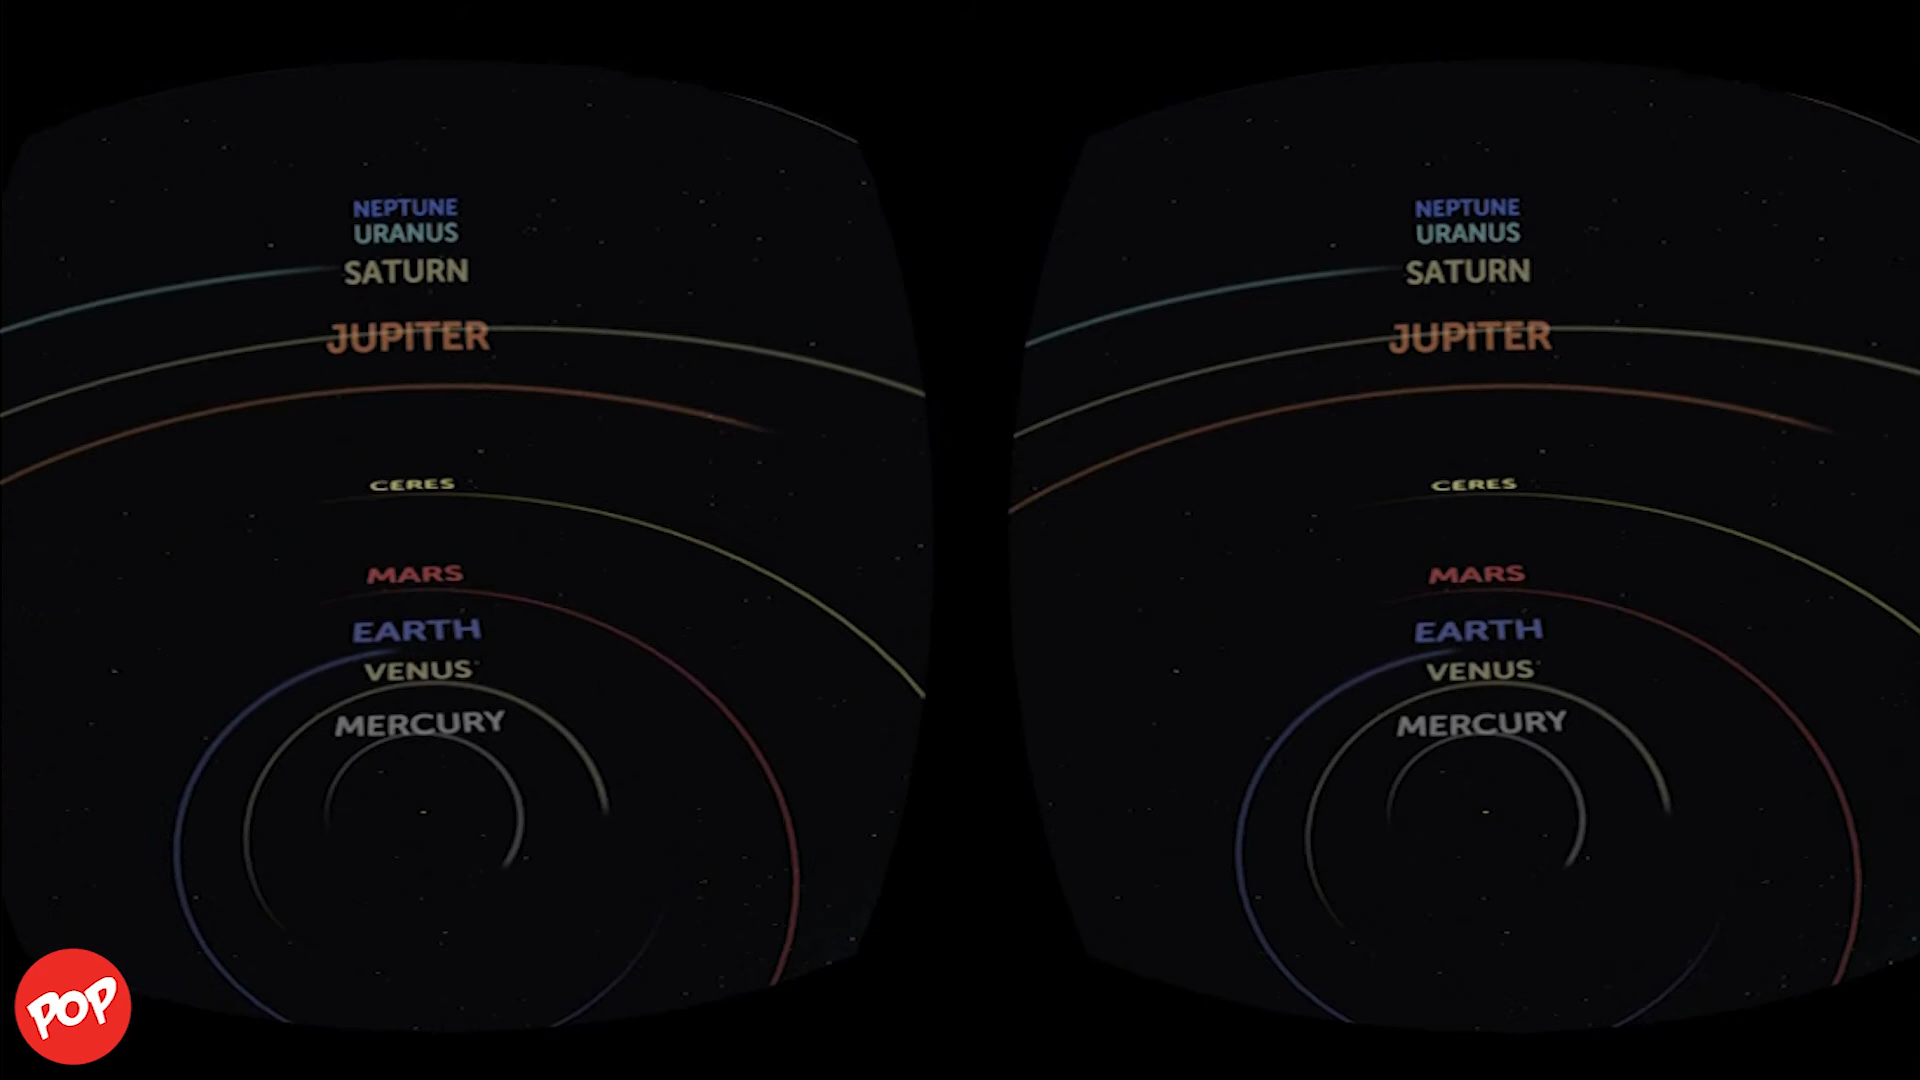 NEPTUNE
URANUS
SATURN
JUPITER
CERES
MARS
EARTH
VENUS
MERCURY
NEPTUNE
URANUS
SATURN
JUPITER
CERES
MARS
EARTH
VENUS
MERCURY
POP